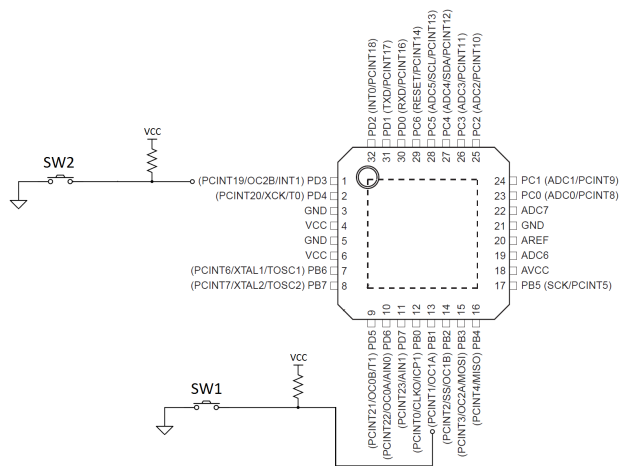 32 PD2 (INT0/PCINT18)
31 PD1 (TXD/PCINT17)
30 PD0 (RXD/PCINT16)
29 PC6 (RESET/PCINT14)
28 PC5 (ADC5/SCL/PCINT13)
27 PC4 (ADC4/SDA/PCINT12)
26 PC3 (ADC3/PCINT11)
25 PC2 (ADC2/PCINT10)
VCC
SW2
(PCINT19/OC2B/INT1) PD3 1
(PCINT20/XCK/T0) PD4 2
GND 3
VCC 4
GND 5
VCC 6
(PCINT6/XTAL1/TOSC1) PB6 7
(PCINT7/XTAL2/TOSC2) PB7 8
24 PC1 (ADC1/PCINT9)
23 PC0 (ADC0/PCINT8)
22 ADC7
21 GND
20 AREF
19 ADC6
18 AVCC
17 PB5 (SCK/PCINT5)
(PCINT21/OC0B/T1) PD5 9
(PCINT22/OC0A/AIN0) PD6 10
(PCINT23/AIN1) PD7 11
(PCINT0/CLKO/ICP1) PB0 12
(PCINT1/OC1A) PB1 13
(PCINT2/SS/OC1B) PB2 14
(PCINT3/OC2A/MOSI) PB3 15
(PCINT4/MISO) PB4 16
VCC
SW1